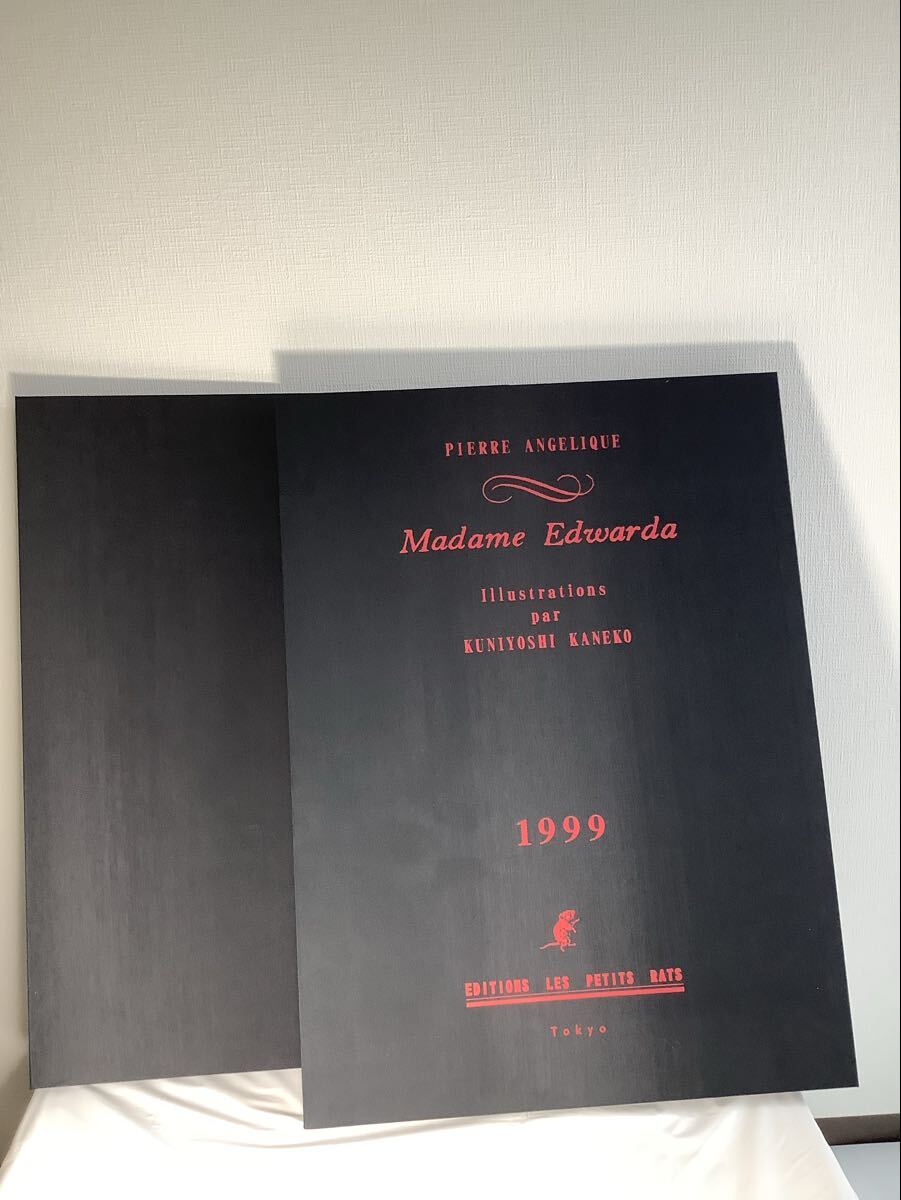 PIERRE ANGELIQUE
Madame Edwarda
Illustrations
par
KUNIYOSHI KANEKO
1999
EDITIONS LES PETITS RATS
Tokyo